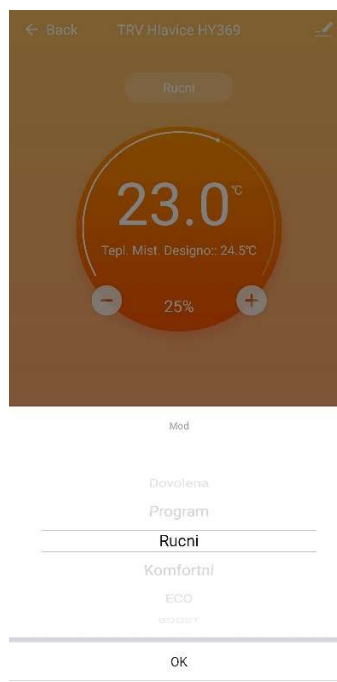 ← Back TRV Hlavice HY369
Rucni
23.0℃
Tepl. Mist. Designo:: 24.5℃
− 25% +
Mod
Dovolena
Program
Rucni
Komfortni
ECO
BOOST
OK